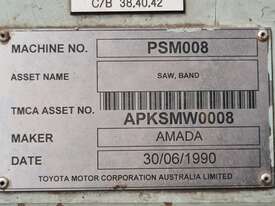 C/B 38,40,42
MACHINE NO. PSM008
ASSET NAME SAW, BAND
TMCA ASSET NO. APKSMW0008
MAKER AMADA
DATE 30/06/1990
TOYOTA MOTOR CORPORATION AUSTRALIA LIMITED